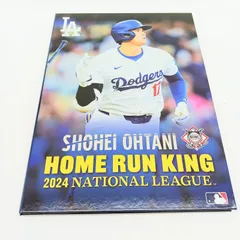 LA
Dodgers
17
SHOHEI OHTANI
HOME RUN KING
2024 NATIONAL LEAGUE